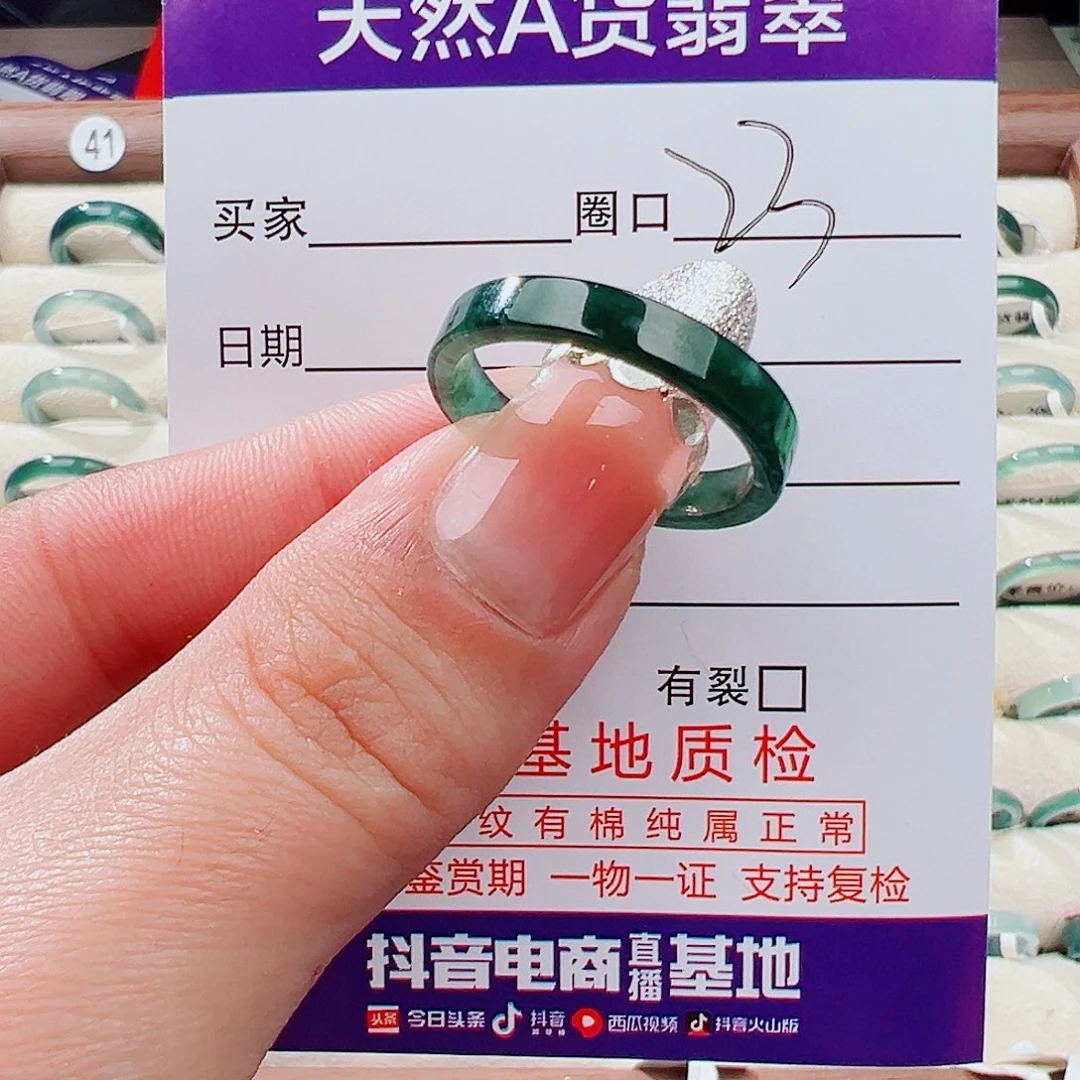 天然A货翡翠
41
买家 圈口 23
日期
有裂
基地质检
纹有棉纯属正常
鉴赏期 一物一证 支持复检
抖音电商直播基地
头条 今日头条 抖音 西瓜视频 抖音火山版